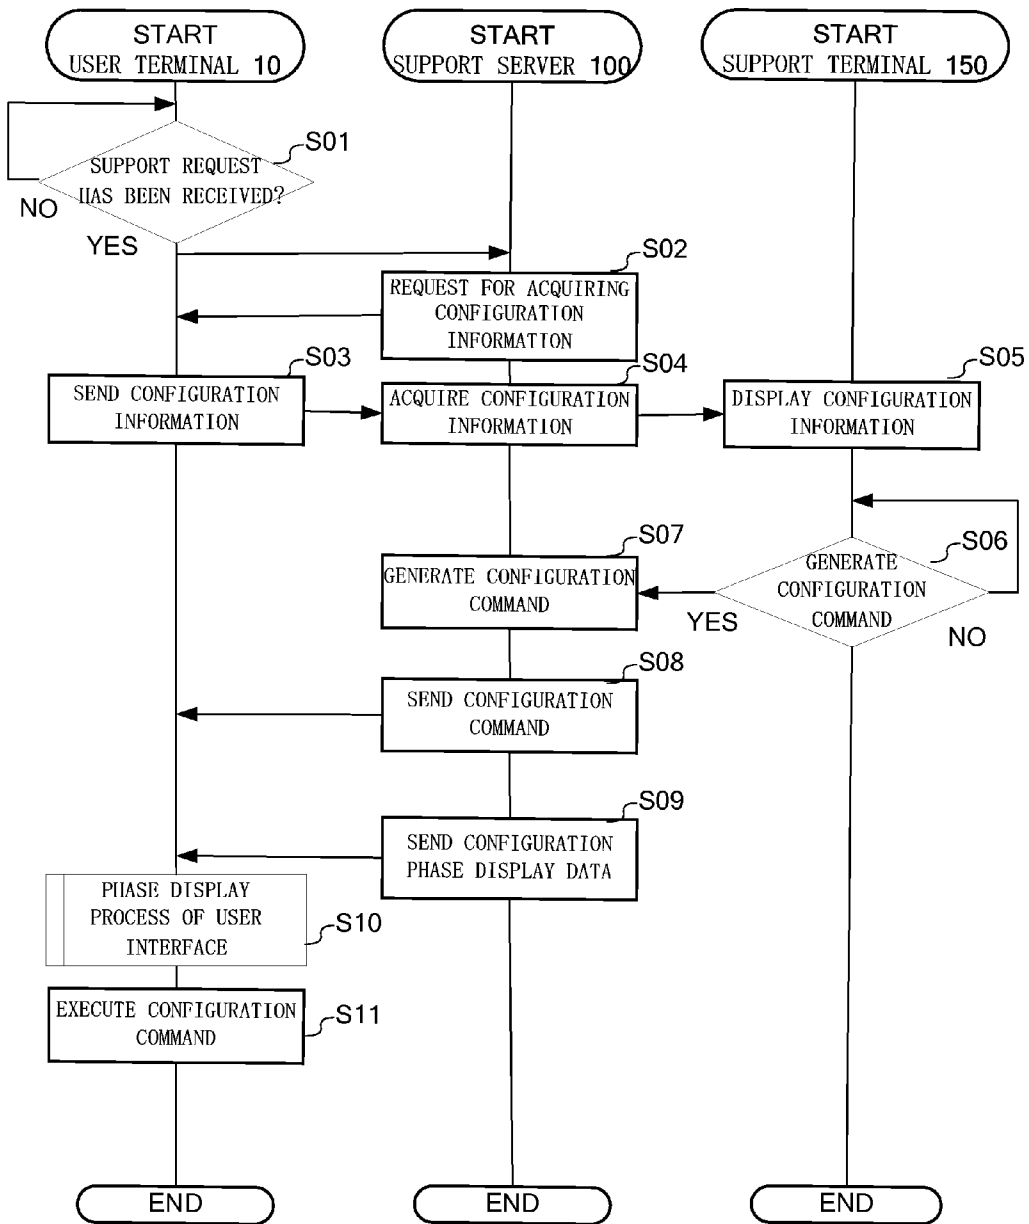 START
USER TERMINAL 10
START
SUPPORT SERVER 100
START
SUPPORT TERMINAL 150
S01
SUPPORT REQUEST
HAS BEEN RECEIVED?
NO
YES
S02
REQUEST FOR ACQUIRING
CONFIGURATION
INFORMATION
S03
SEND CONFIGURATION
INFORMATION
S04
ACQUIRE CONFIGURATION
INFORMATION
S05
DISPLAY CONFIGURATION
INFORMATION
S06
GENERATE
CONFIGURATION
COMMAND
YES
NO
S07
GENERATE CONFIGURATION
COMMAND
S08
SEND CONFIGURATION
COMMAND
S09
SEND CONFIGURATION
PHASE DISPLAY DATA
PHASE DISPLAY
PROCESS OF USER
INTERFACE
S10
EXECUTE CONFIGURATION
COMMAND
S11
END
END
END